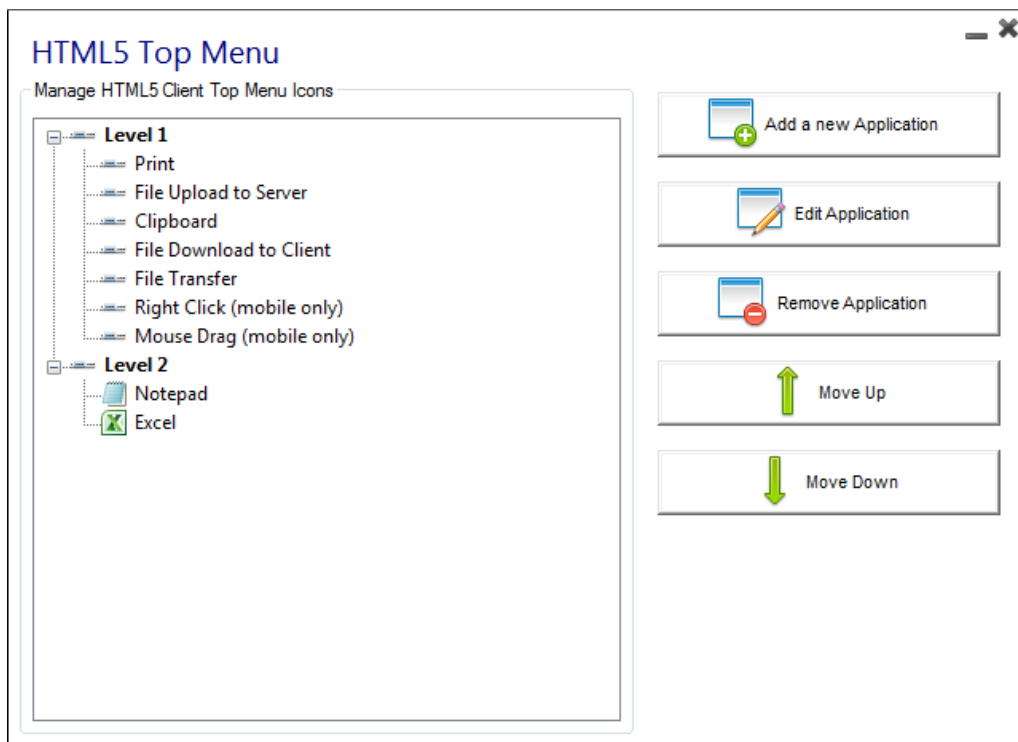 HTML5 Top Menu
Manage HTML5 Client Top Menu Icons
Level 1
Print
File Upload to Server
Clipboard
File Download to Client
File Transfer
Right Click (mobile only)
Mouse Drag (mobile only)
Level 2
Notepad
Excel
Add a new Application
Edit Application
Remove Application
Move Up
Move Down